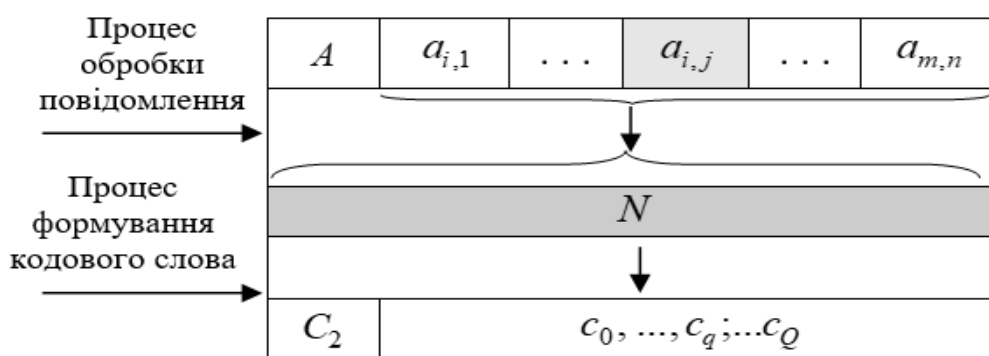 Процес
обробки
повідомлення
A a_{i,1} . . . a_{i,j} . . . a_{m,n}
Процес
формування
кодового слова
N
C_2 c_0, ..., c_q;...c_Q